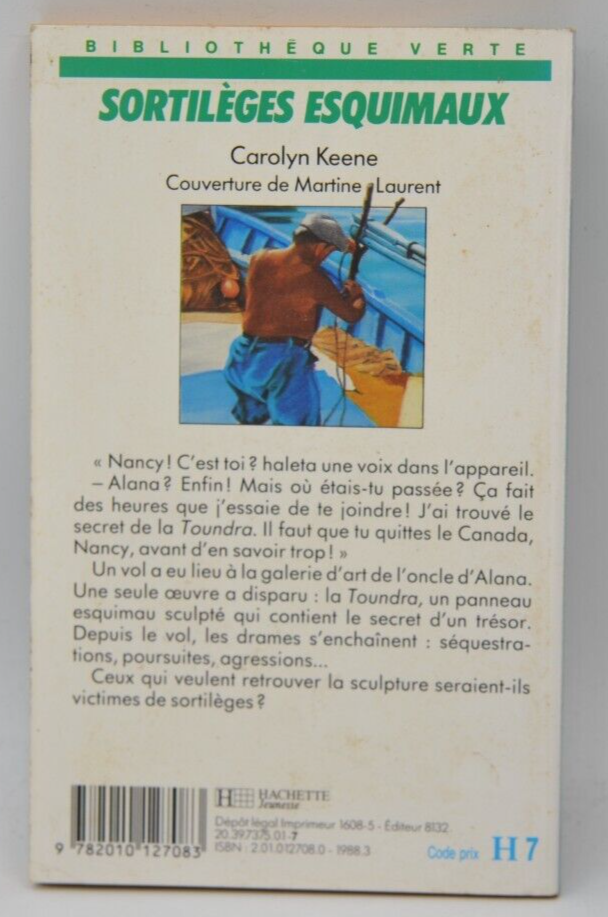 BIBLIOTHÈQUE VERTE
SORTILÈGES ESQUIMAUX
Carolyn Keene
Couverture de Martine Laurent
« Nancy! C'est toi? haleta une voix dans l'appareil.
– Alana? Enfin! Mais où étais-tu passée? Ça fait
des heures que j'essaie de te joindre! J'ai trouvé le
secret de la Toundra. Il faut que tu quittes le Canada,
Nancy, avant d'en savoir trop! »
Un vol a eu lieu à la galerie d'art de l'oncle d'Alana.
Une seule œuvre a disparu : la Toundra, un panneau
esquimau sculpté qui contient le secret d'un trésor.
Depuis le vol, les drames s'enchaînent : séquestra-
tions, poursuites, agressions...
Ceux qui veulent retrouver la sculpture seraient-ils
victimes de sortilèges?
H HACHETTE
Jeunesse
Dépôt légal Imprimeur 1608-5 - Éditeur 8132
20.39.7375.01-7
ISBN : 2.01.012708.0 - 1988.3
9 782010 127083
Code prix H 7